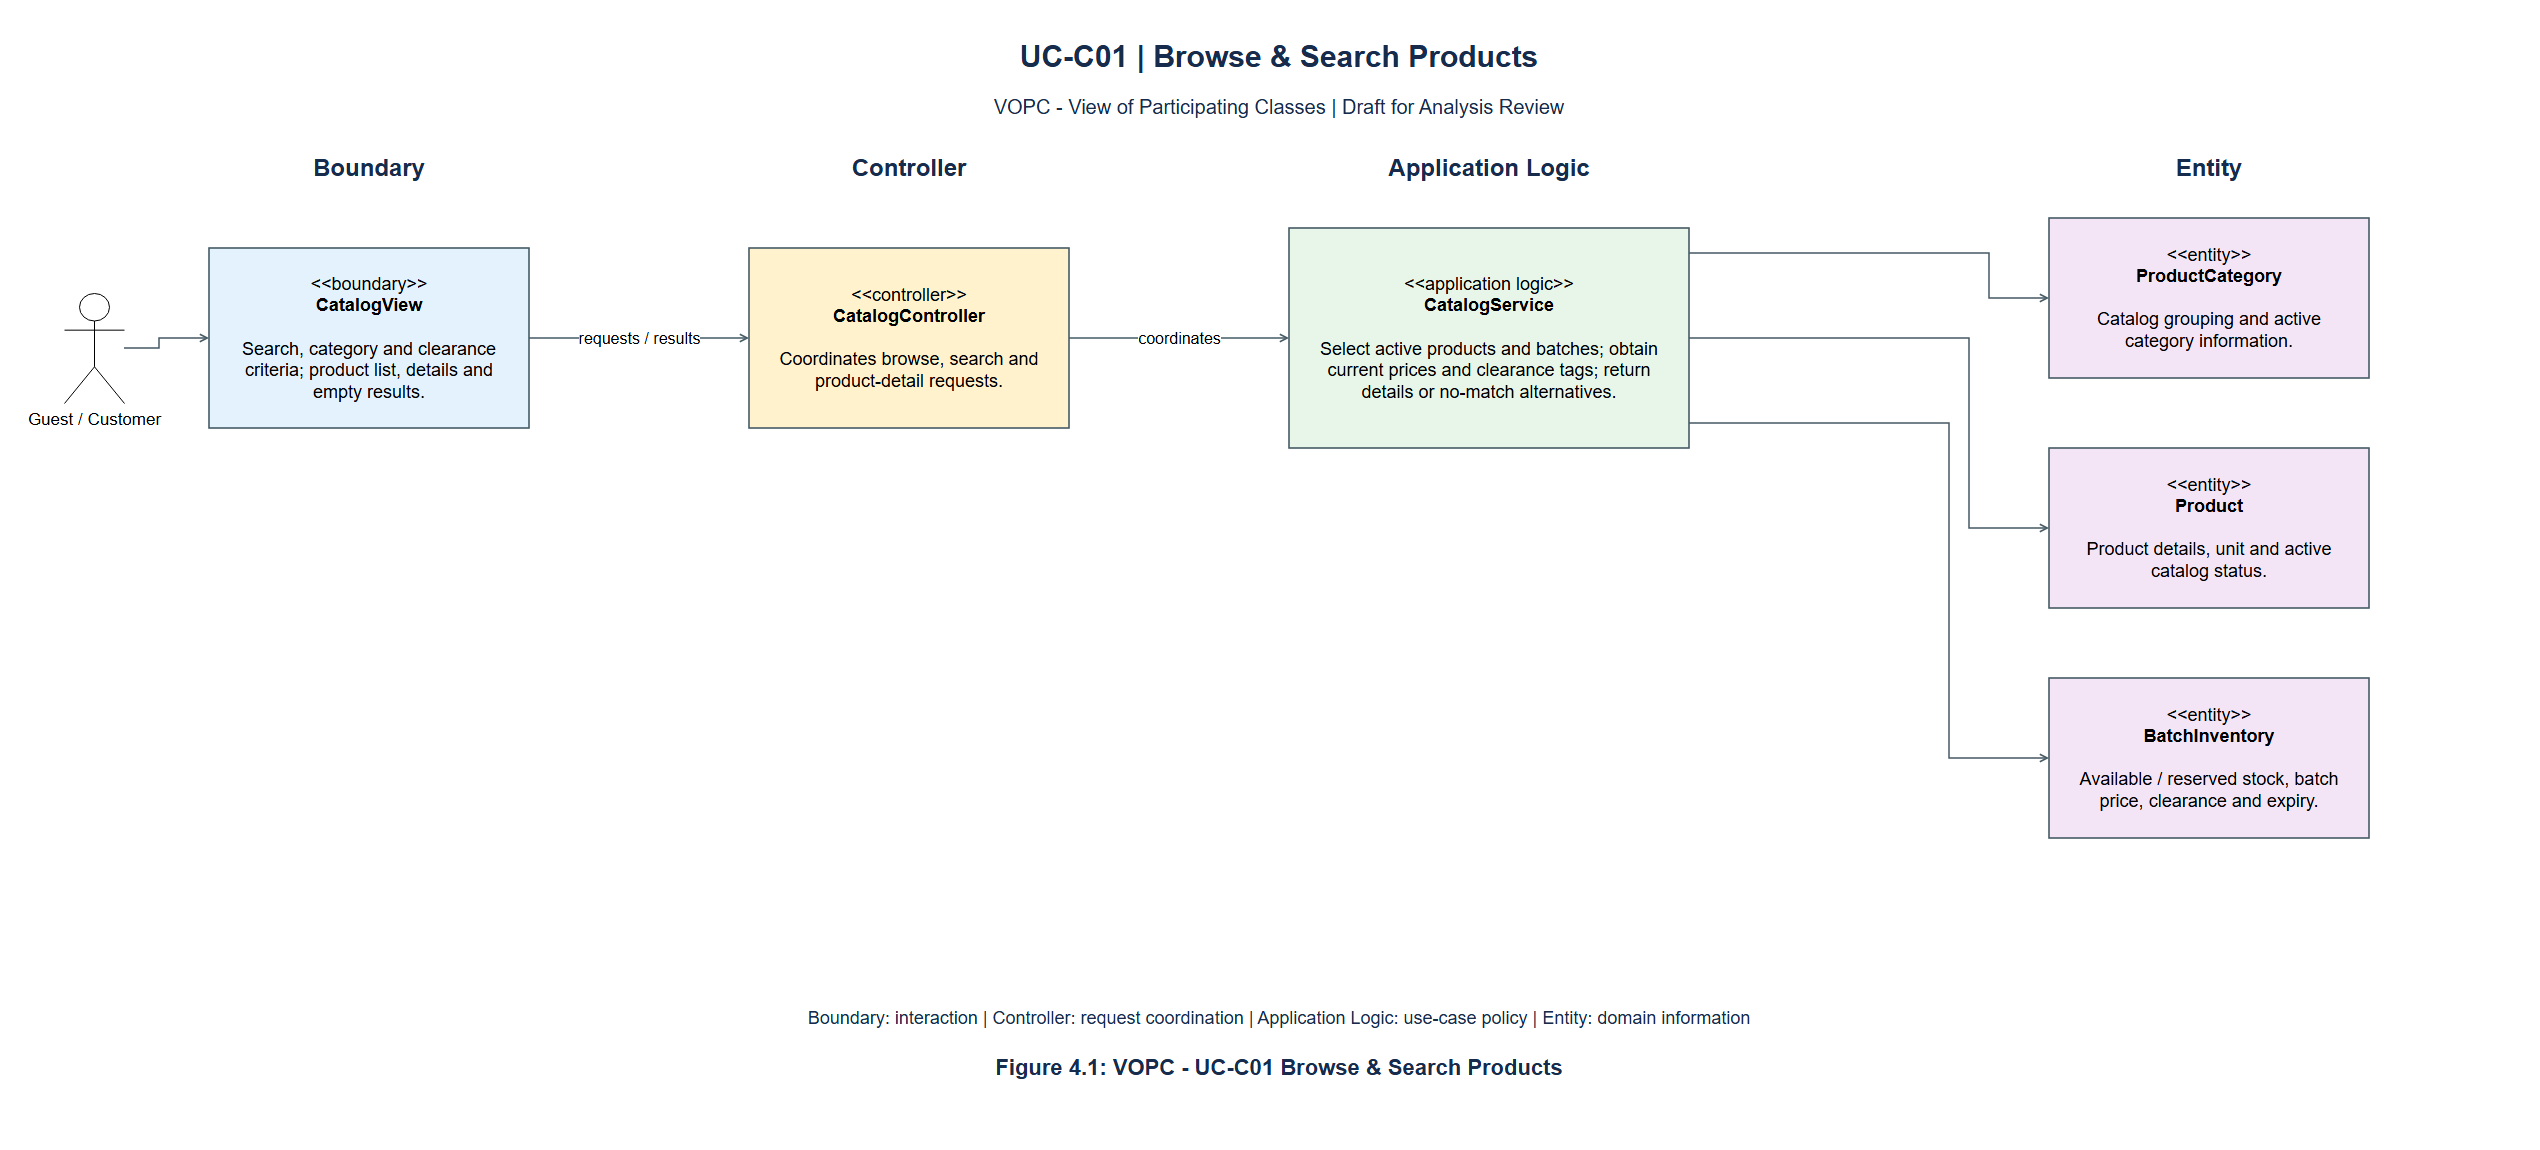 UC-C01 | Browse & Search Products
VOPC - View of Participating Classes | Draft for Analysis Review
Boundary
Controller
Application Logic
Entity
Guest / Customer
<<boundary>>
CatalogView
Search, category and clearance
criteria; product list, details and
empty results.
requests / results
<<controller>>
CatalogController
Coordinates browse, search and
product-detail requests.
coordinates
<<application logic>>
CatalogService
Select active products and batches; obtain
current prices and clearance tags; return
details or no-match alternatives.
<<entity>>
ProductCategory
Catalog grouping and active
category information.
<<entity>>
Product
Product details, unit and active
catalog status.
<<entity>>
BatchInventory
Available / reserved stock, batch
price, clearance and expiry.
Boundary: interaction | Controller: request coordination | Application Logic: use-case policy | Entity: domain information
Figure 4.1: VOPC - UC-C01 Browse & Search Products